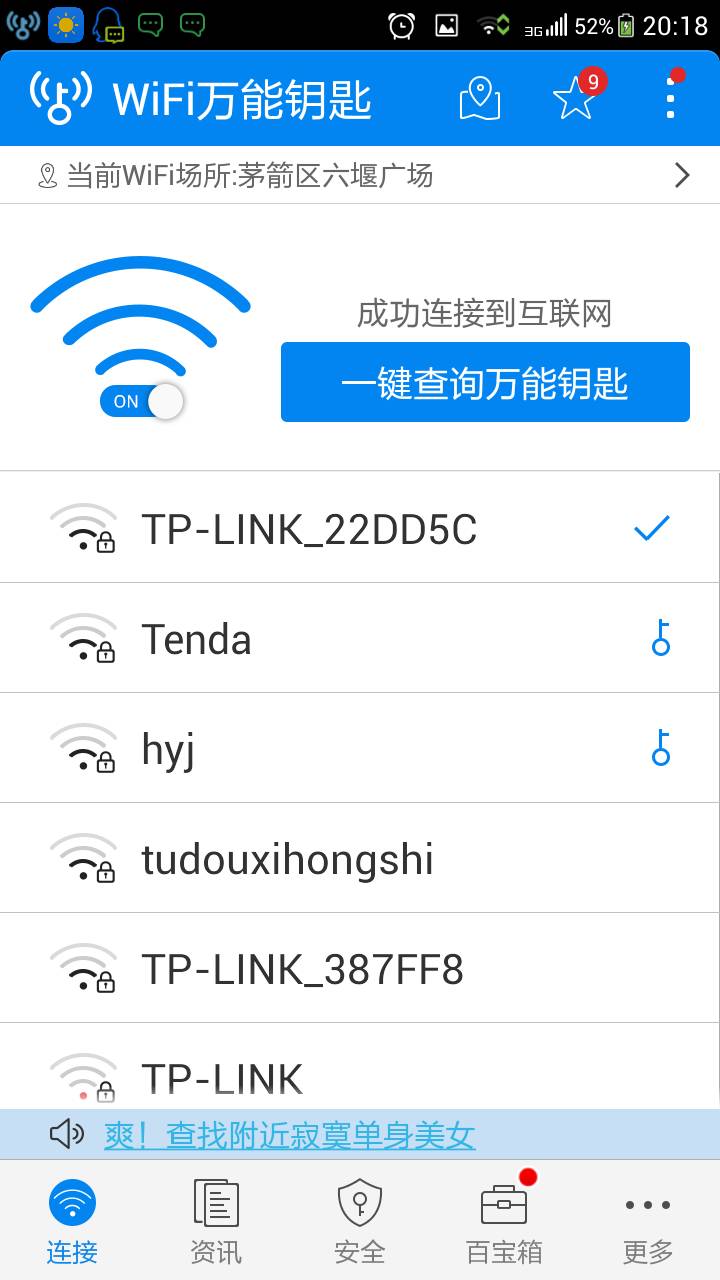 3G 52% 20:18
WiFi万能钥匙 9
当前WiFi场所:茅箭区六堰广场
成功连接到互联网
一键查询万能钥匙
ON
TP-LINK_22DD5C
Tenda
hyj
tudouxihongshi
TP-LINK_387FF8
TP-LINK
爽！查找附近寂寞单身美女
连接 资讯 安全 百宝箱 更多